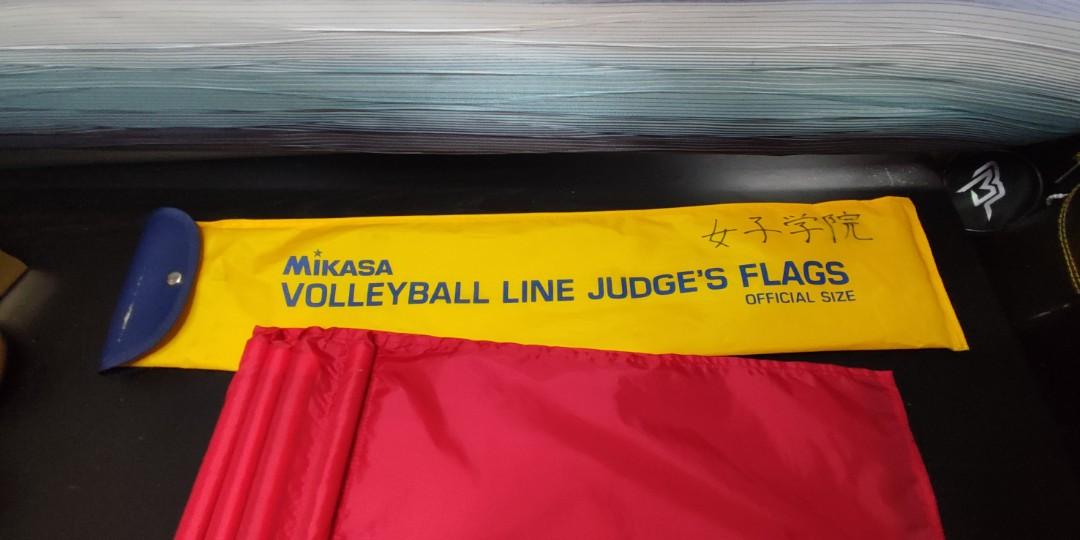 女子学院
MIKASA
VOLLEYBALL LINE JUDGE'S FLAGS
OFFICIAL SIZE